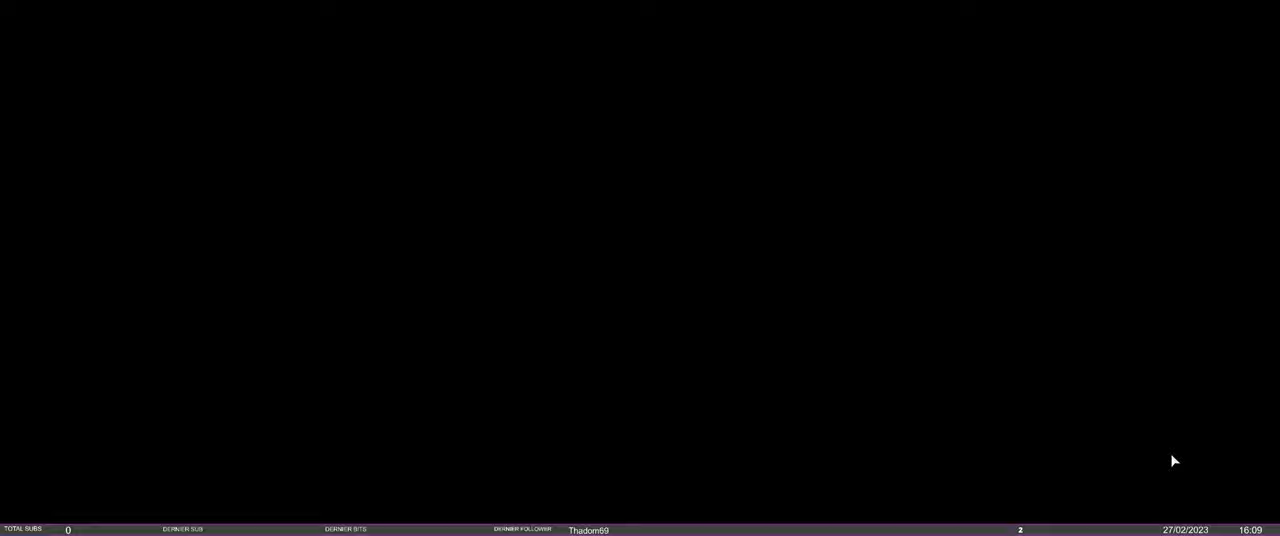 TOTAL SUBS 0 DERNIER SUB DERNIER BITS DERNIER FOLLOWER Thadom69 2 27/02/2023 16:09